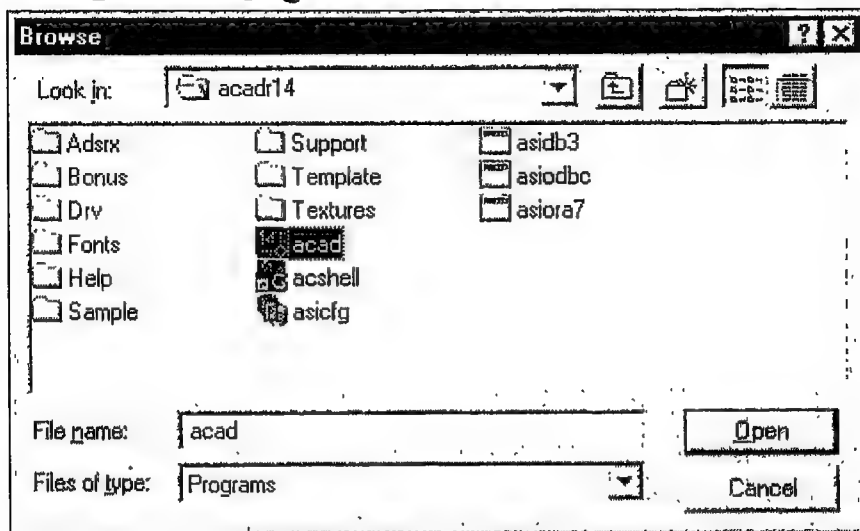 Browse
Look in: acadr14
Adsrx Support asidb3
Bonus Template asiodbc
Drv Textures asiora7
Fonts acad
Help acshell
Sample asicfg
File name: acad Open
Files of type: Programs Cancel